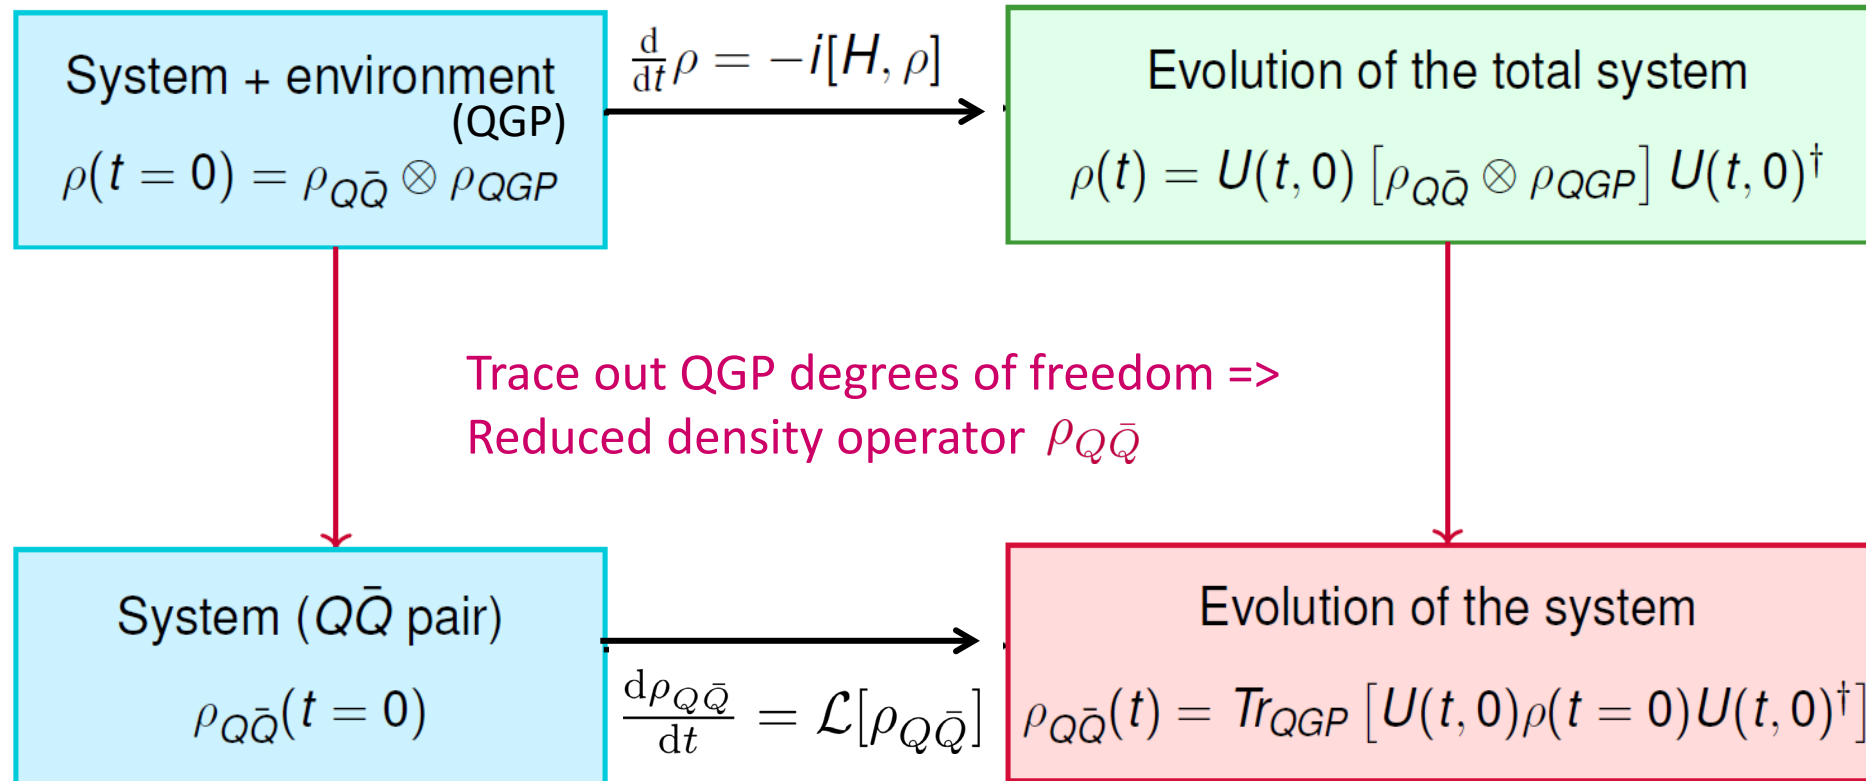 System + environment
(QGP)
ρ(t = 0) = ρ_{QQ̄} ⊗ ρ_{QGP}
d/dt ρ = −i[H, ρ]
Evolution of the total system
ρ(t) = U(t, 0) [ρ_{QQ̄} ⊗ ρ_{QGP}] U(t, 0)†
Trace out QGP degrees of freedom =>
Reduced density operator ρ_{QQ̄}
System (QQ̄ pair)
ρ_{QQ̄}(t = 0)
dρ_{QQ̄}/dt = ℒ[ρ_{QQ̄}]
Evolution of the system
ρ_{QQ̄}(t) = Tr_{QGP} [U(t, 0)ρ(t = 0)U(t, 0)†]